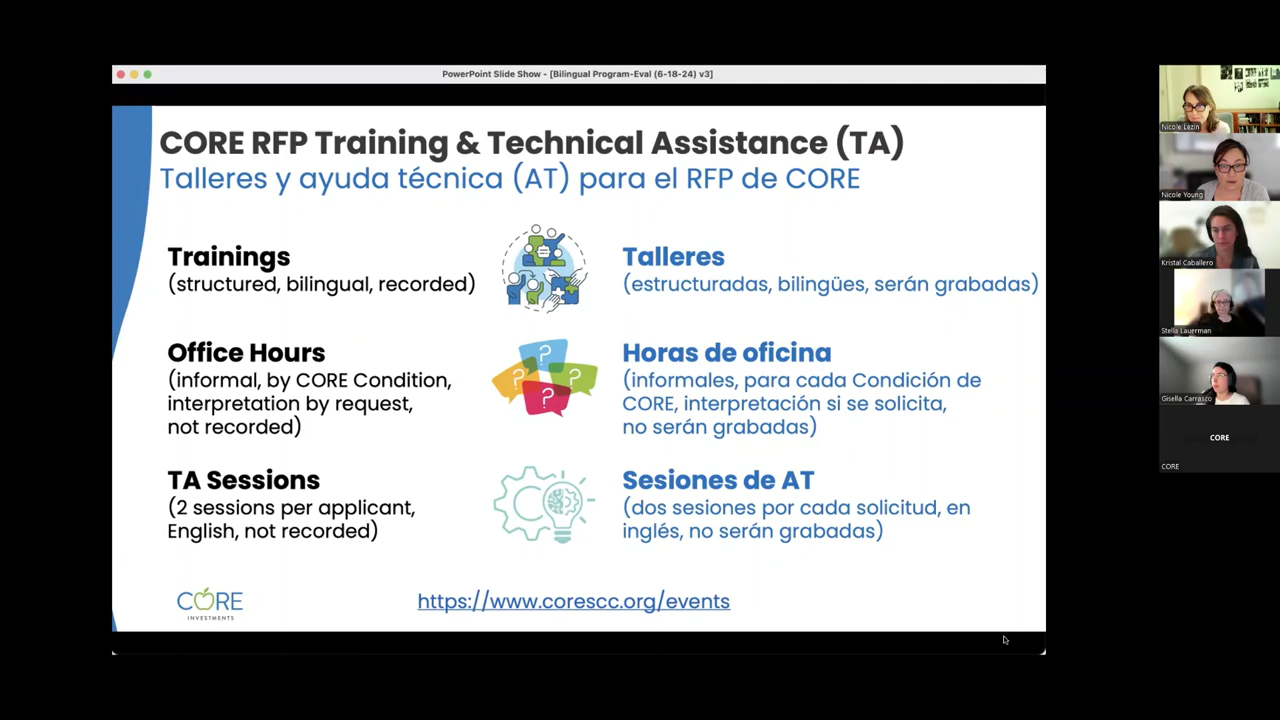 PowerPoint Slide Show - [Bilingual Program-Eval (6-18-24) v3]
CORE RFP Training & Technical Assistance (TA)
Talleres y ayuda técnica (AT) para el RFP de CORE
Trainings
(structured, bilingual, recorded)
Talleres
(estructuradas, bilingües, serán grabadas)
Office Hours
(informal, by CORE Condition,
interpretation by request,
not recorded)
? ? ? ?
Horas de oficina
(informales, para cada Condición de
CORE, interpretación si se solicita,
no serán grabadas)
TA Sessions
(2 sessions per applicant,
English, not recorded)
Sesiones de AT
(dos sesiones por cada solicitud, en
inglés, no serán grabadas)
CORE
INVESTMENTS
https://www.corescc.org/events
Nicole Lezin
Nicole Young
Kristal Caballero
Stella Lauerman
Gisella Carrasco
CORE
CORE